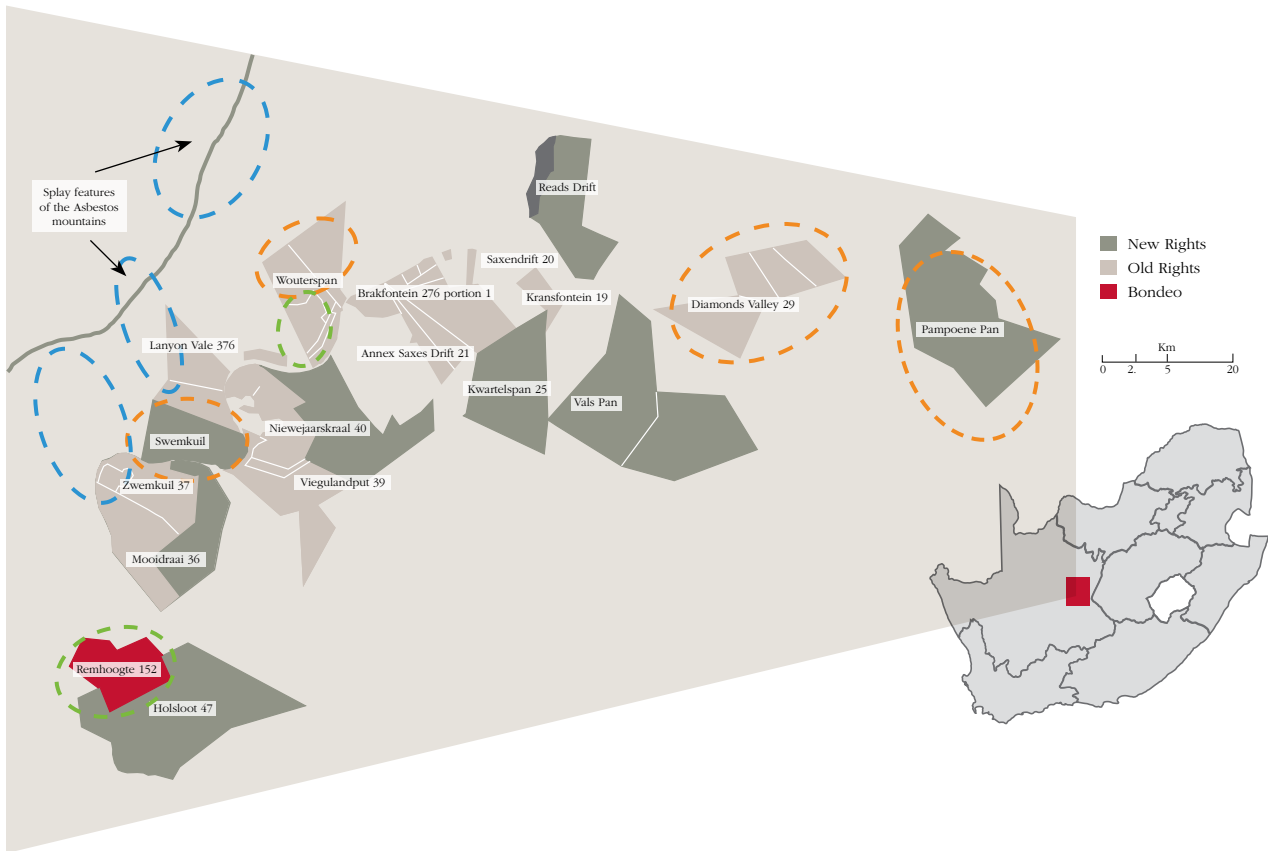 Splay features
of the Asbestos
mountains
Reads Drift
Wouterspan
Saxendrift 20
Brakfontein 276 portion 1
Kransfontein 19
Diamonds Valley 29
Pampoene Pan
Lanyon Vale 376
Annex Saxes Drift 21
Kwartelspan 25
Vals Pan
Swemkuil
Niewejaarskraal 40
Zwemkuil 37
Viegulandput 39
Mooidraai 36
Remhoogte 152
Holsloot 47
New Rights
Old Rights
Bondeo
Km
0 2. 5 20